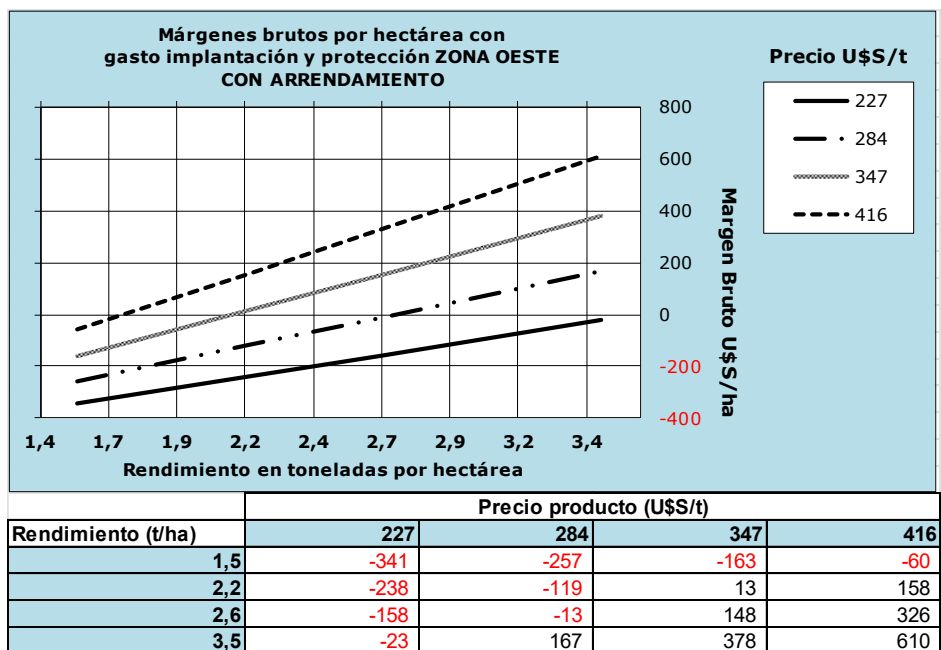 Márgenes brutos por hectárea con
gasto implantación y protección ZONA OESTE
CON ARRENDAMIENTO
Precio U$S/t
227
284
347
416
800
600
400
200
0
-200
-400
Margen Bruto U$S/ha
1,4 1,7 1,9 2,2 2,4 2,7 2,9 3,2 3,4
Rendimiento en toneladas por hectárea
Precio producto (U$S/t)
Rendimiento (t/ha) 227 284 347 416
1,5 -341 -257 -163 -60
2,2 -238 -119 13 158
2,6 -158 -13 148 326
3,5 -23 167 378 610